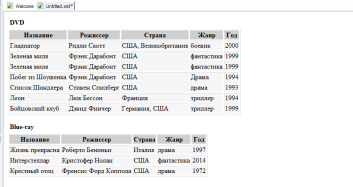 Welcome Untitled.xml*
DVD
Название Режиссер Страна Жанр Год
Гладиатор Ридли Скотт США, Великобритания боевик 2000
Зеленая миля Фрэнк Дарабонт США фантастика 1999
Зеленая миля Фрэнк Дарабонт США фантастика 1999
Побег из Шоушенка Фрэнк Дарабонт США Драма 1994
Список Шиндлера Стивен Спилберг США драма 1993
Леон Люк Бессон Франция триллер 1994
Бойцовский клуб Дэвид Финчер Германия, США триллер 1999
Blue-ray
Название Режиссер Страна Жанр Год
Жизнь прекрасна Роберто Бениньи Италия драма 1997
Интерстеллар Кристофер Нолан США фантастика 2014
Крестный отец Френсис Форд Коппола США драма 1972